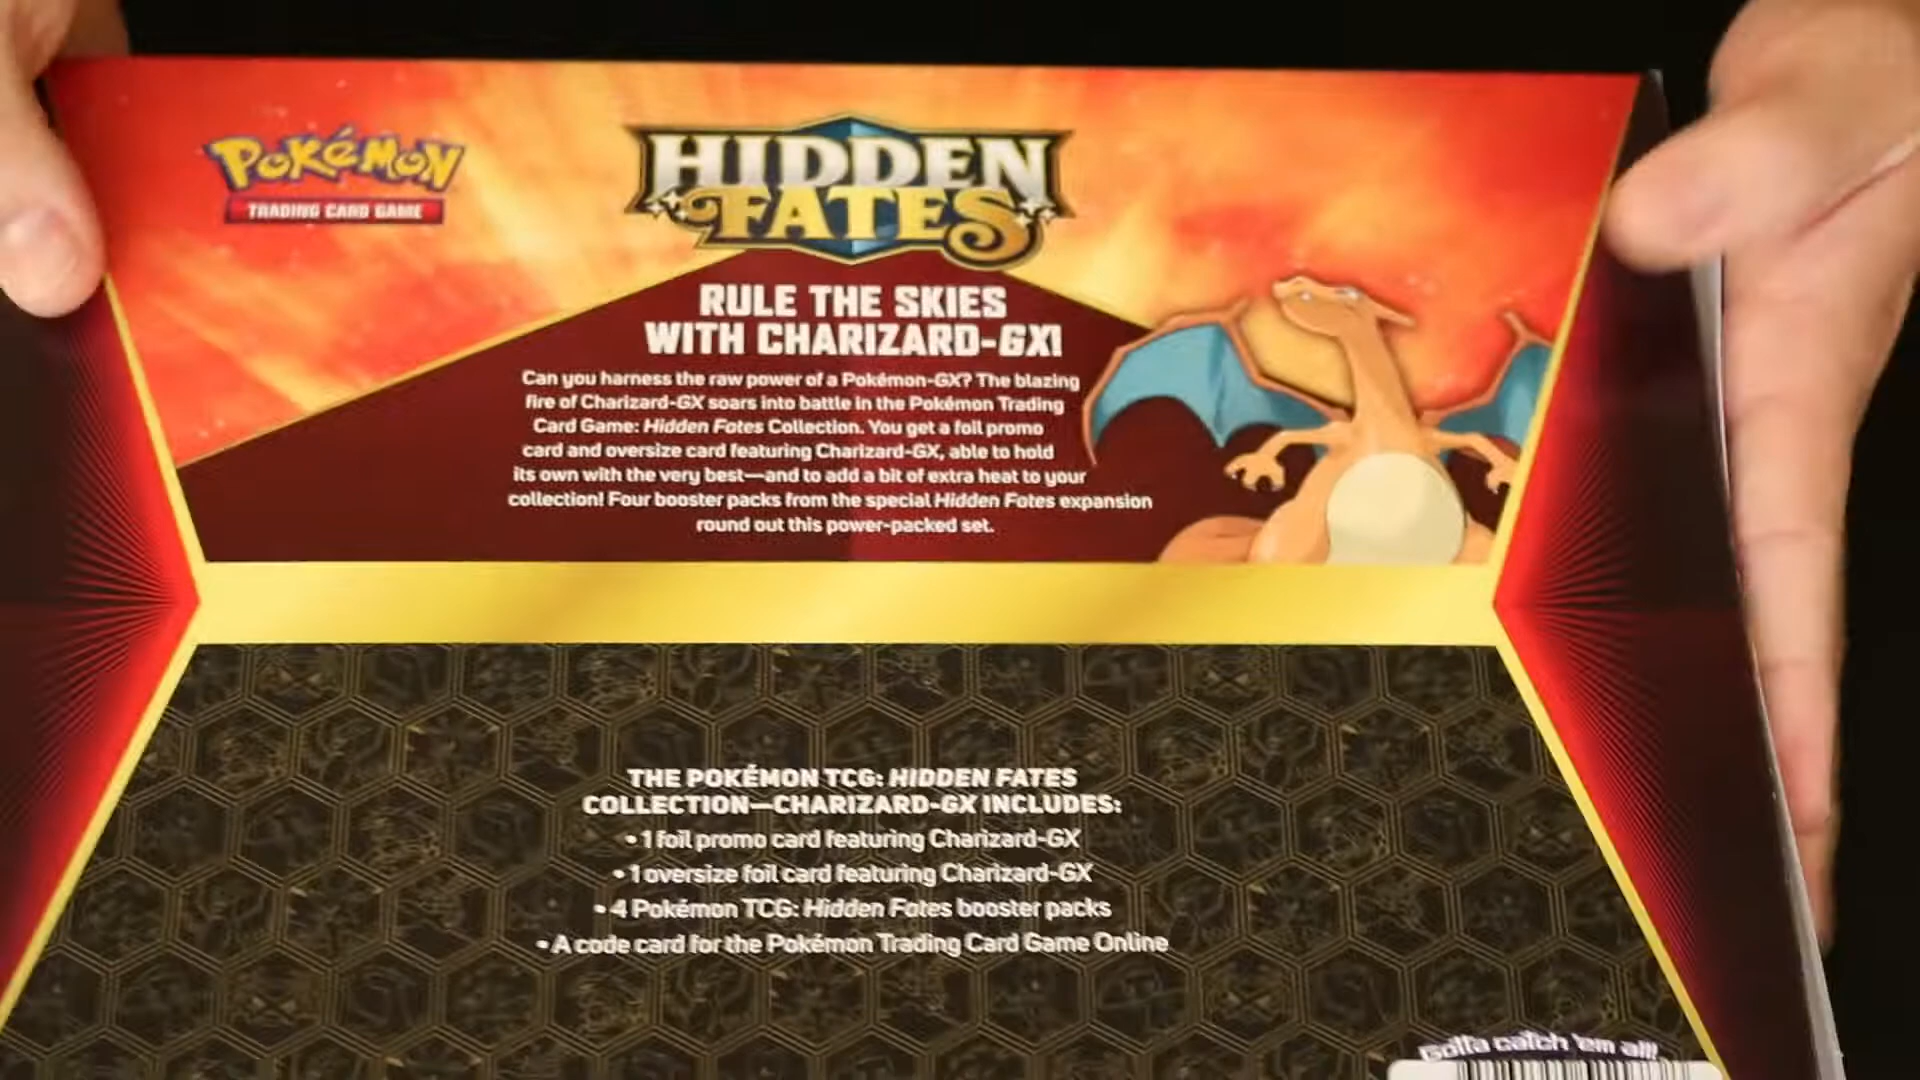 Pokémon
TRADING CARD GAME
HIDDEN
FATES
RULE THE SKIES
WITH CHARIZARD-GX!
Can you harness the raw power of a Pokémon-GX? The blazing
fire of Charizard-GX soars into battle in the Pokémon Trading
Card Game: Hidden Fates Collection. You get a foil promo
card and oversize card featuring Charizard-GX, able to hold
its own with the very best—and to add a bit of extra heat to your
collection! Four booster packs from the special Hidden Fates expansion
round out this power-packed set.
THE POKÉMON TCG: HIDDEN FATES
COLLECTION—CHARIZARD-GX INCLUDES:
• 1 foil promo card featuring Charizard-GX
• 1 oversize foil card featuring Charizard-GX
• 4 Pokémon TCG: Hidden Fates booster packs
• A code card for the Pokémon Trading Card Game Online
Gotta catch 'em all!